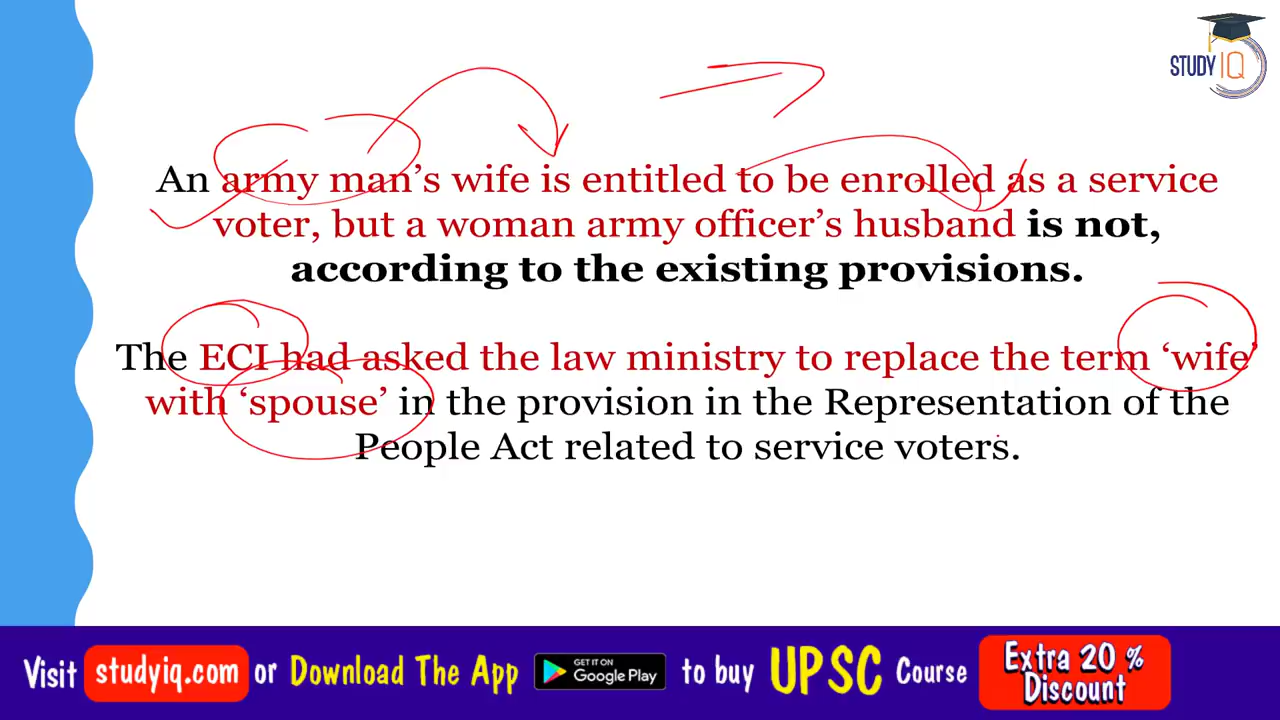 STUDY IQ
An army man's wife is entitled to be enrolled as a service
voter, but a woman army officer's husband is not,
according to the existing provisions.
The ECI had asked the law ministry to replace the term ‘wife’
with ‘spouse’ in the provision in the Representation of the
People Act related to service voters.
Visit studyiq.com or Download The App GET IT ON Google Play to buy UPSC Course Extra 20 % Discount